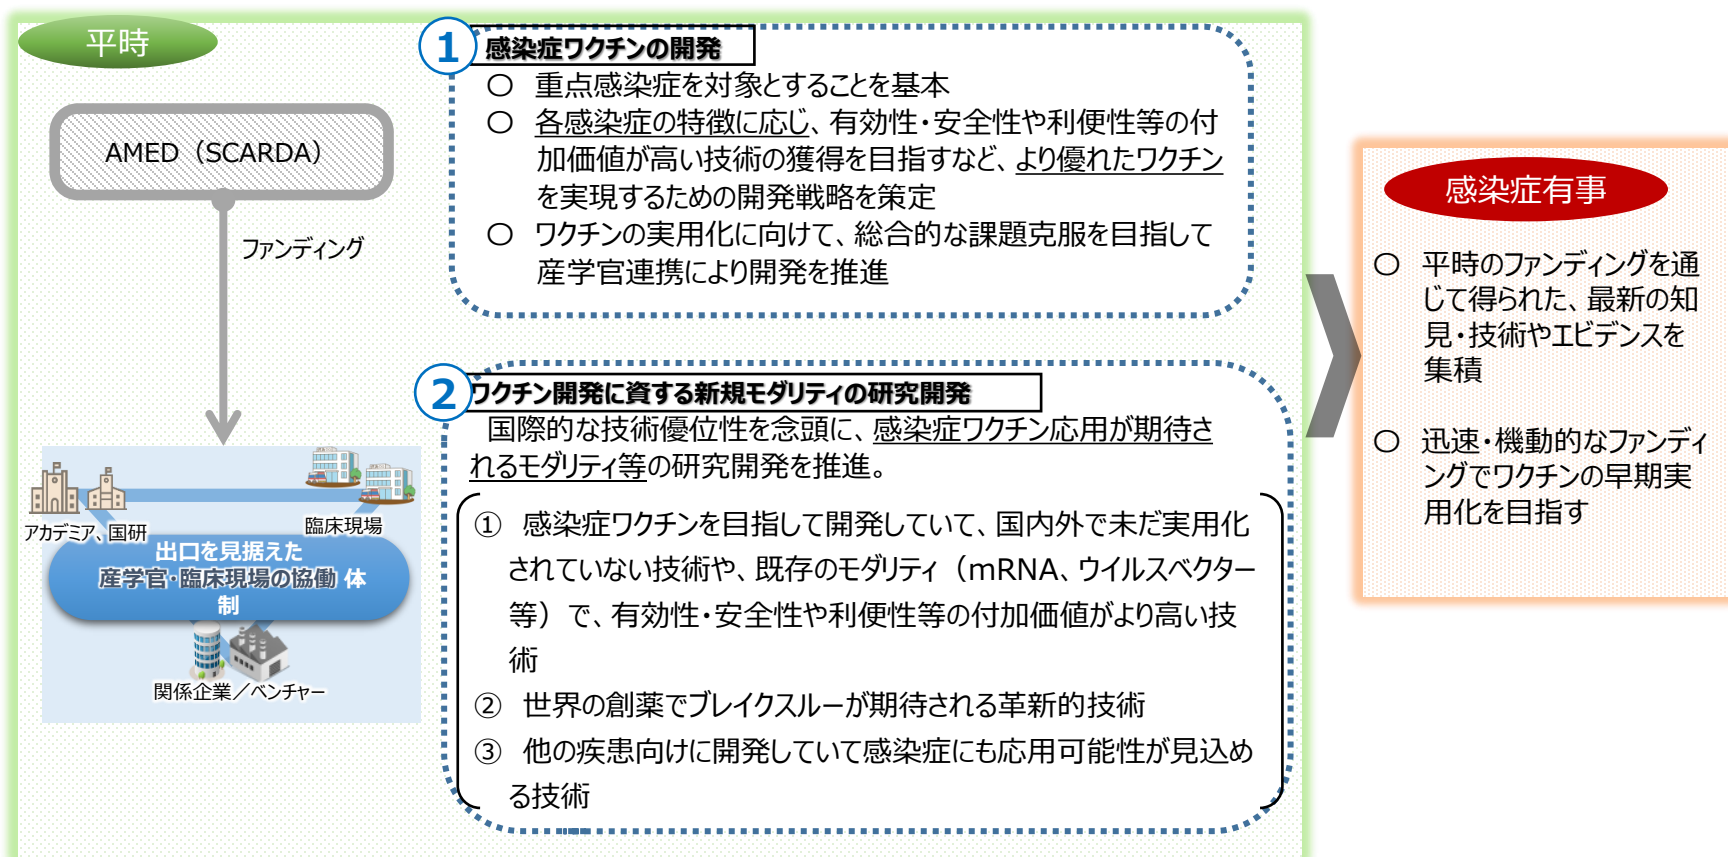 平時
AMED（SCARDA）
ファンディング
アカデミア、国研
臨床現場
出口を見据えた
産学官・臨床現場の協働 体
制
関係企業／ベンチャー
1
感染症ワクチンの開発
〇 重点感染症を対象とすることを基本
〇 各感染症の特徴に応じ、有効性・安全性や利便性等の付
加価値が高い技術の獲得を目指すなど、より優れたワクチン
を実現するための開発戦略を策定
〇 ワクチンの実用化に向けて、総合的な課題克服を目指して
産学官連携により開発を推進
2
ワクチン開発に資する新規モダリティの研究開発
国際的な技術優位性を念頭に、感染症ワクチン応用が期待さ
れるモダリティ等の研究開発を推進。
① 感染症ワクチンを目指して開発していて、国内外で未だ実用化
されていない技術や、既存のモダリティ（mRNA、ウイルスベクター
等）で、有効性・安全性や利便性等の付加価値がより高い技
術
② 世界の創薬でブレイクスルーが期待される革新的技術
③ 他の疾患向けに開発していて感染症にも応用可能性が見込め
る技術
感染症有事
〇 平時のファンディングを通
じて得られた、最新の知
見・技術やエビデンスを
集積
〇 迅速・機動的なファンディ
ングでワクチンの早期実
用化を目指す